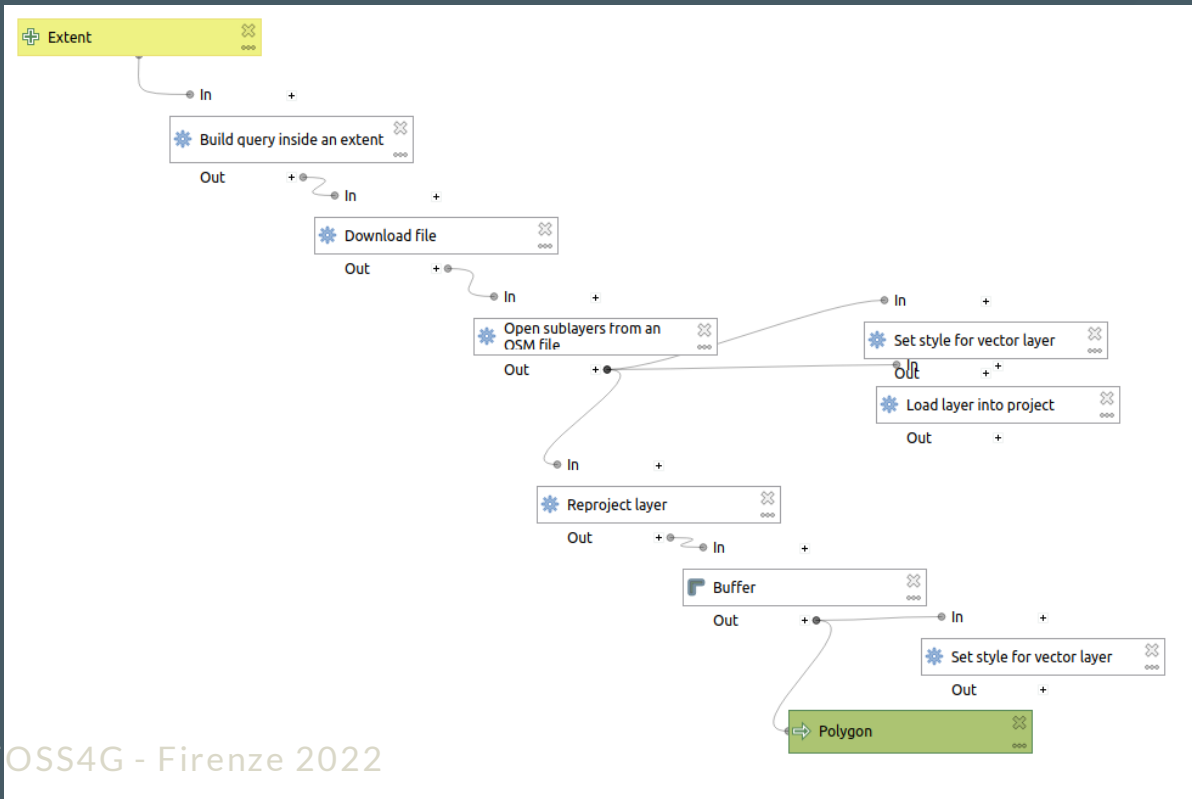 Extent
In
Build query inside an extent
Out
In
Download file
Out
In
Open sublayers from an
OSM file
Out
In
Set style for vector layer
Out
In
Load layer into project
Out
In
Reproject layer
Out
In
Buffer
Out
In
Set style for vector layer
Out
Polygon
OSS4G - Firenze 2022